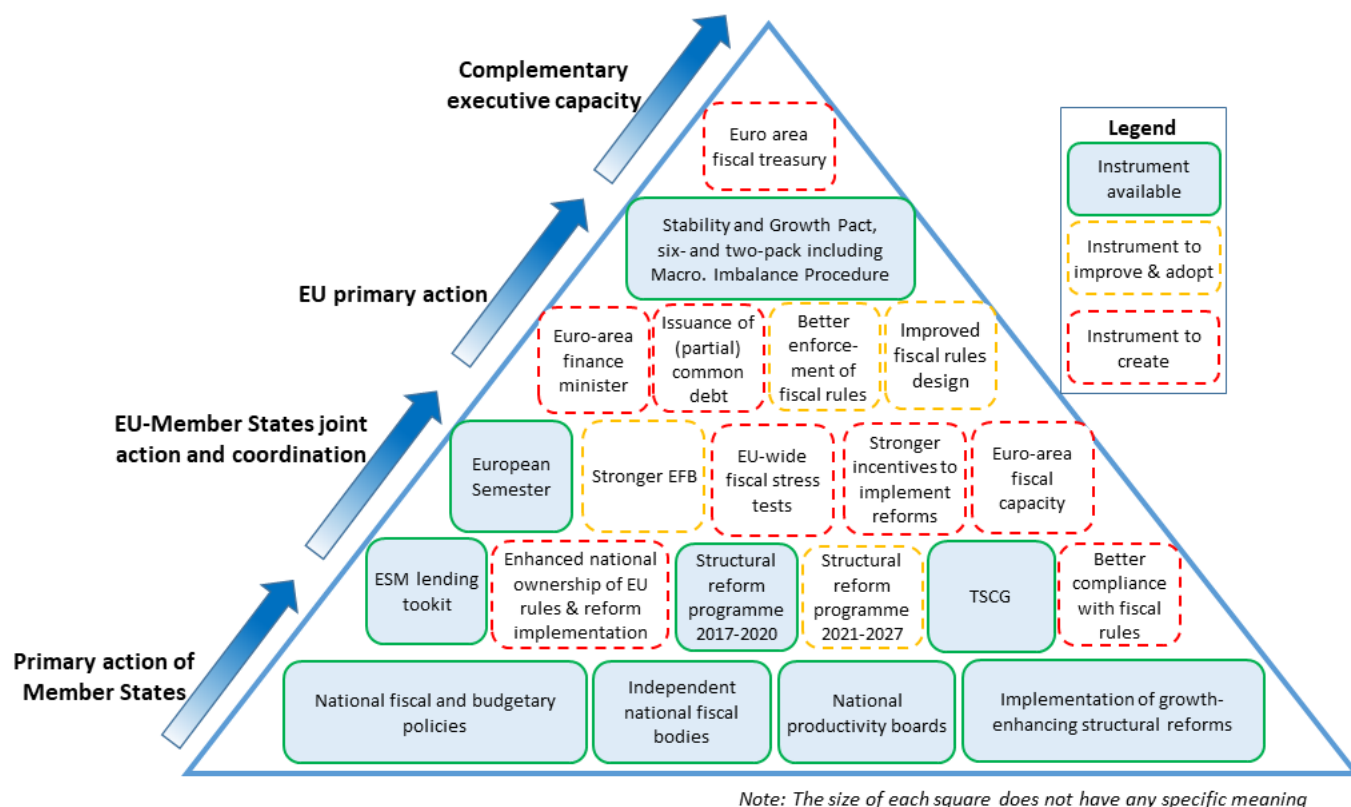 Complementary
executive capacity
Euro area
fiscal treasury
Legend
Instrument
available
Instrument to
improve & adopt
Instrument to
create
Stability and Growth Pact,
six- and two-pack including
Macro. Imbalance Procedure
EU primary action
Euro-area
finance
minister
Issuance of
(partial)
common
debt
Better
enforce-
ment of
fiscal rules
Improved
fiscal rules
design
EU-Member States joint
action and coordination
European
Semester
Stronger EFB
EU-wide
fiscal stress
tests
Stronger
incentives to
implement
reforms
Euro-area
fiscal
capacity
ESM lending
tookit
Enhanced national
ownership of EU
rules & reform
implementation
Structural
reform
programme
2017-2020
Structural
reform
programme
2021-2027
TSCG
Better
compliance
with fiscal
rules
Primary action of
Member States
National fiscal and budgetary
policies
Independent
national fiscal
bodies
National
productivity boards
Implementation of growth-
enhancing structural reforms
Note: The size of each square does not have any specific meaning